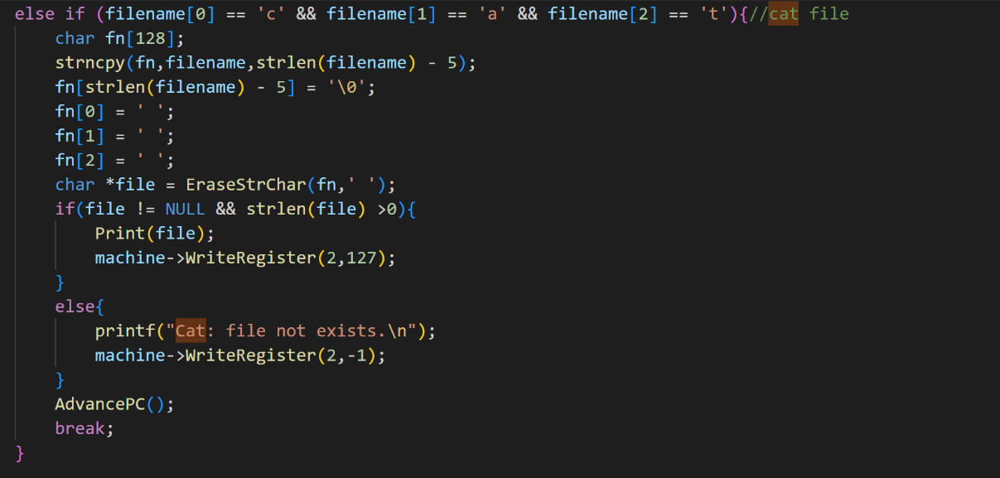 else if (filename[0] == 'c' && filename[1] == 'a' && filename[2] == 't'){//cat file
    char fn[128];
    strncpy(fn,filename,strlen(filename) - 5);
    fn[strlen(filename) - 5] = '\0';
    fn[0] = ' ';
    fn[1] = ' ';
    fn[2] = ' ';
    char *file = EraseStrChar(fn,' ');
    if(file != NULL && strlen(file) >0){
        Print(file);
        machine->WriteRegister(2,127);
    }
    else{
        printf("Cat: file not exists.\n");
        machine->WriteRegister(2,-1);
    }
    AdvancePC();
    break;
}